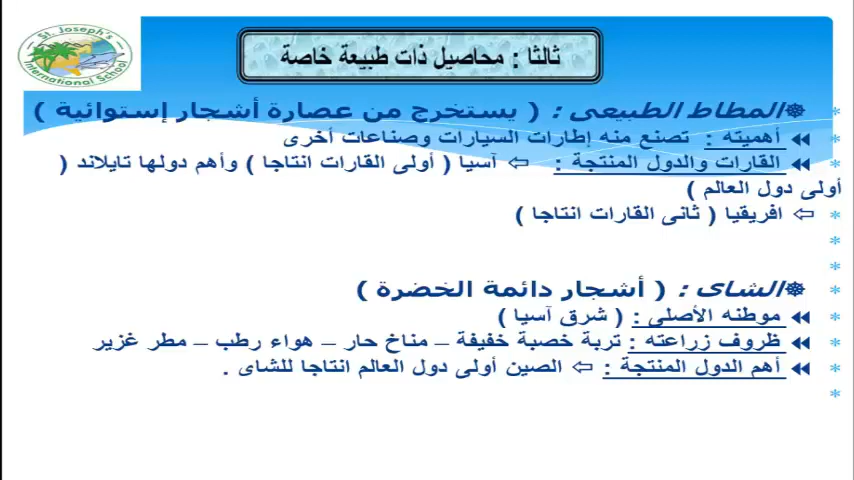 St. Joseph's
International School
ثالثا : محاصيل ذات طبيعة خاصة
المطاط الطبيعى : ( يستخرج من عصارة أشجار إستوائية )
أهميته : تصنع منه إطارات السيارات وصناعات أخرى
القارات والدول المنتجة : ⇦ آسيا ( أولى القارات انتاجا ) وأهم دولها تايلاند (
أولى دول العالم )
⇦ افريقيا ( ثانى القارات انتاجا )
الشاى : ( أشجار دائمة الخضرة )
موطنه الأصلى : ( شرق آسيا )
ظروف زراعته : تربة خصبة خفيفة – مناخ حار – هواء رطب – مطر غزير
أهم الدول المنتجة : ⇦ الصين أولى دول العالم انتاجا للشاى .